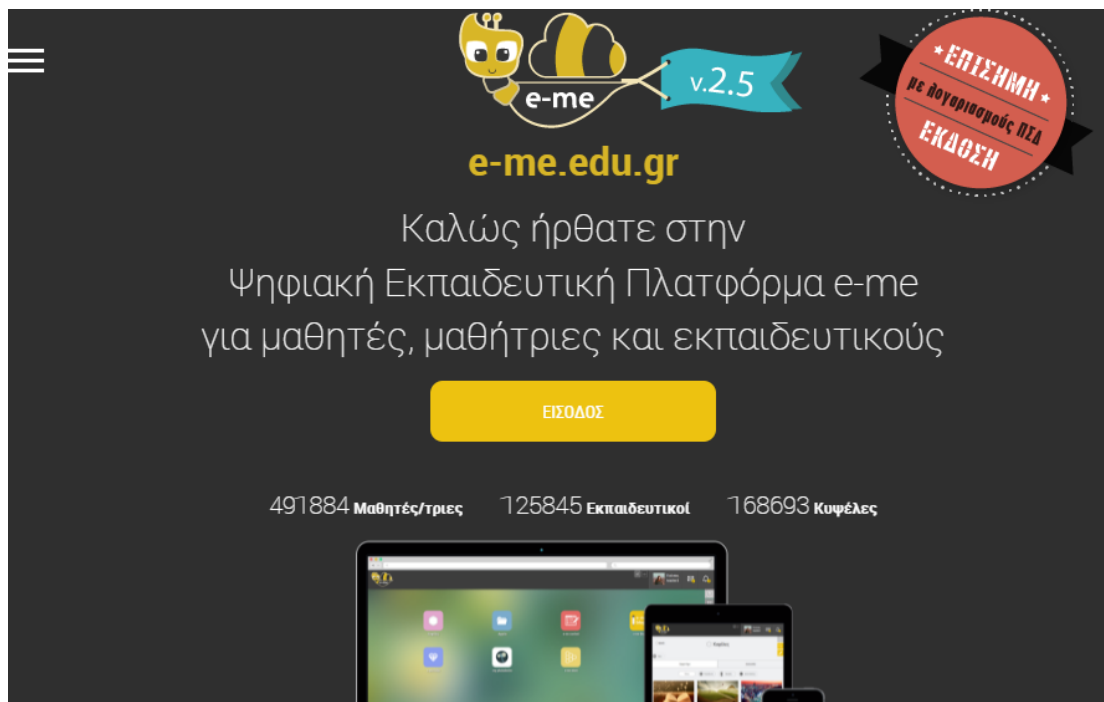 e-me
v.2.5
ΕΠΙΣΗΜΗ
με λογαριασμούς ΠΣΔ
ΕΚΔΟΣΗ
e-me.edu.gr
Καλώς ήρθατε στην
Ψηφιακή Εκπαιδευτική Πλατφόρμα e-me
για μαθητές, μαθήτριες και εκπαιδευτικούς
ΕΙΣΟΔΟΣ
491884 Μαθητές/τριες 125845 Εκπαιδευτικοί 168693 Κυψέλες